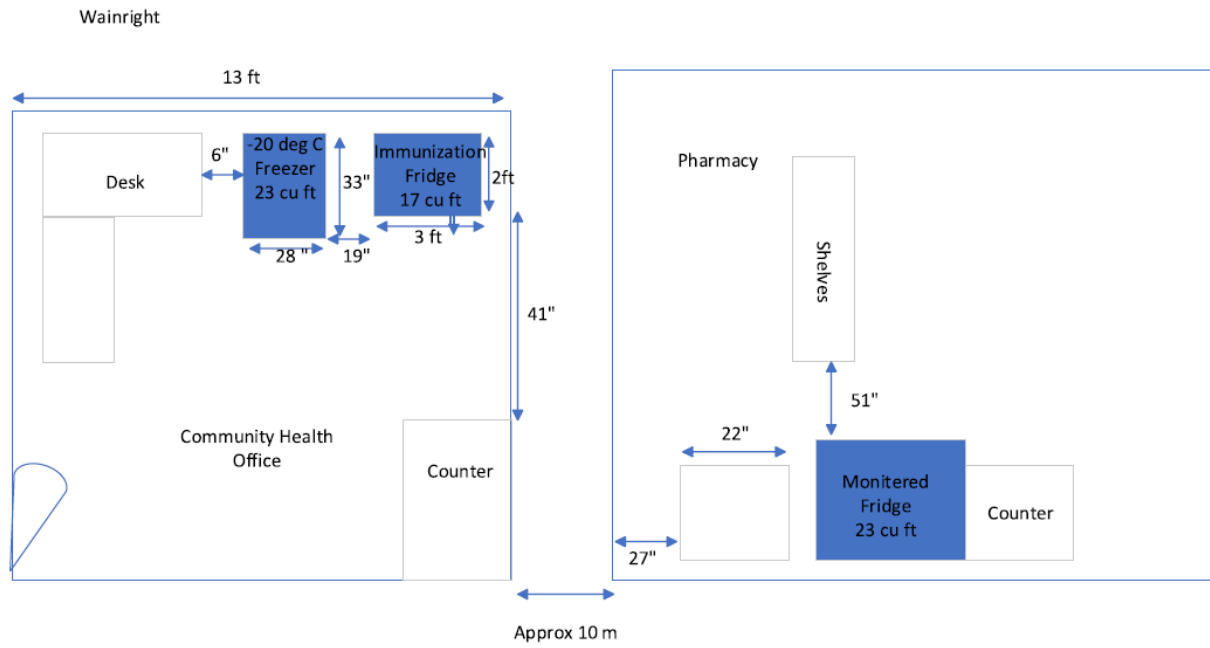 Wainright
13 ft
Desk
6"
-20 deg C
Freezer
23 cu ft
33"
28 "
19"
Immunization
Fridge
17 cu ft
2ft
3 ft
41"
Community Health
Office
Counter
Approx 10 m
Pharmacy
Shelves
51"
22"
27"
Monitered
Fridge
23 cu ft
Counter